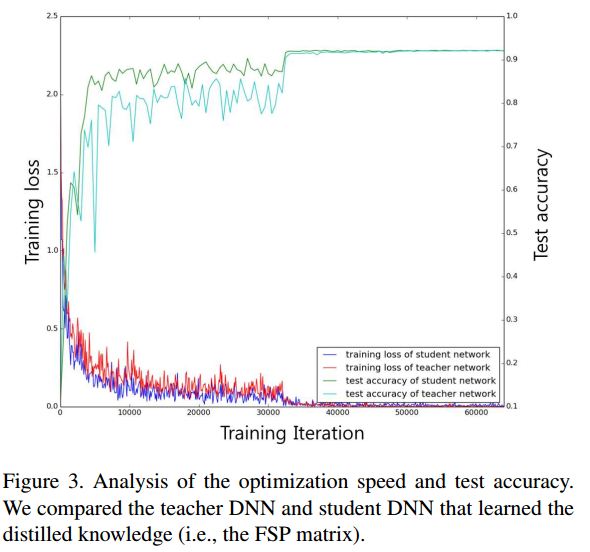 2.5
2.0
1.5
1.0
0.5
0.0
Training loss
1.0
0.9
0.8
0.7
0.6
0.5
0.4
0.3
0.2
0.1
Test accuracy
training loss of student network
training loss of teacher network
test accuracy of student network
test accuracy of teacher network
0 10000 20000 30000 40000 50000 60000
Training Iteration
Figure 3. Analysis of the optimization speed and test accuracy.
We compared the teacher DNN and student DNN that learned the
distilled knowledge (i.e., the FSP matrix).